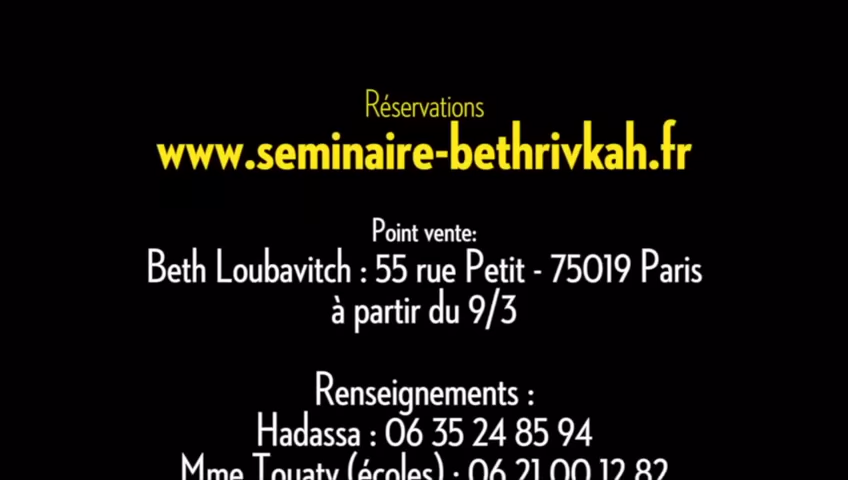 Réservations
www.seminaire-bethrivkah.fr
Point vente:
Beth Loubavitch : 55 rue Petit - 75019 Paris
à partir du 9/3
Renseignements :
Hadassa : 06 35 24 85 94
Mme Touaty (écoles) : 06 21 00 12 82